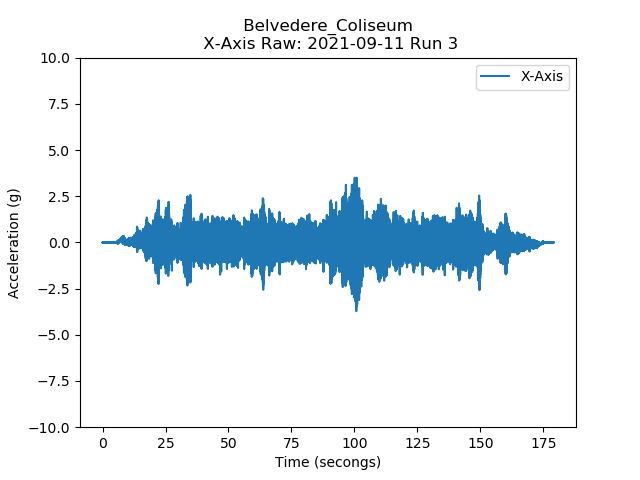 Belvedere_Coliseum
X-Axis Raw: 2021-09-11 Run 3
X-Axis
10.0
7.5
5.0
2.5
0.0
−2.5
−5.0
−7.5
−10.0
Acceleration (g)
0 25 50 75 100 125 150 175
Time (secongs)